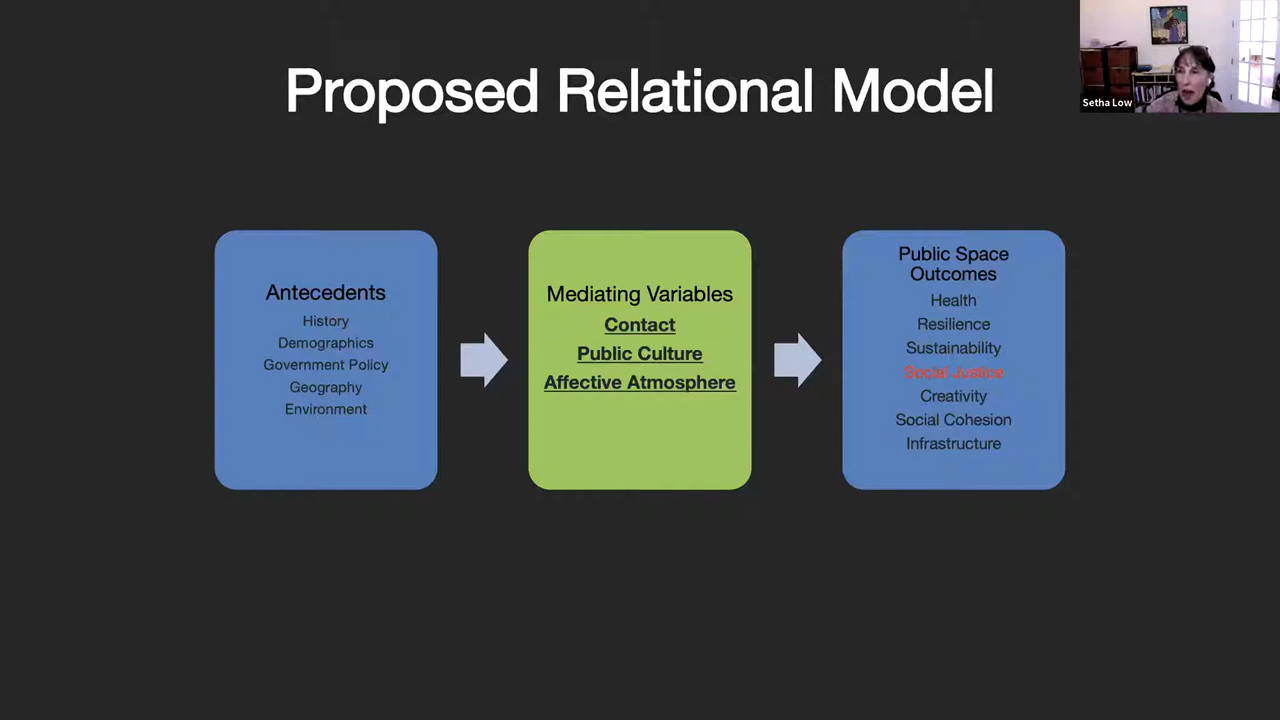 Proposed Relational Model
Setha Low
Antecedents
History
Demographics
Government Policy
Geography
Environment
Mediating Variables
Contact
Public Culture
Affective Atmosphere
Public Space
Outcomes
Health
Resilience
Sustainability
Social Justice
Creativity
Social Cohesion
Infrastructure